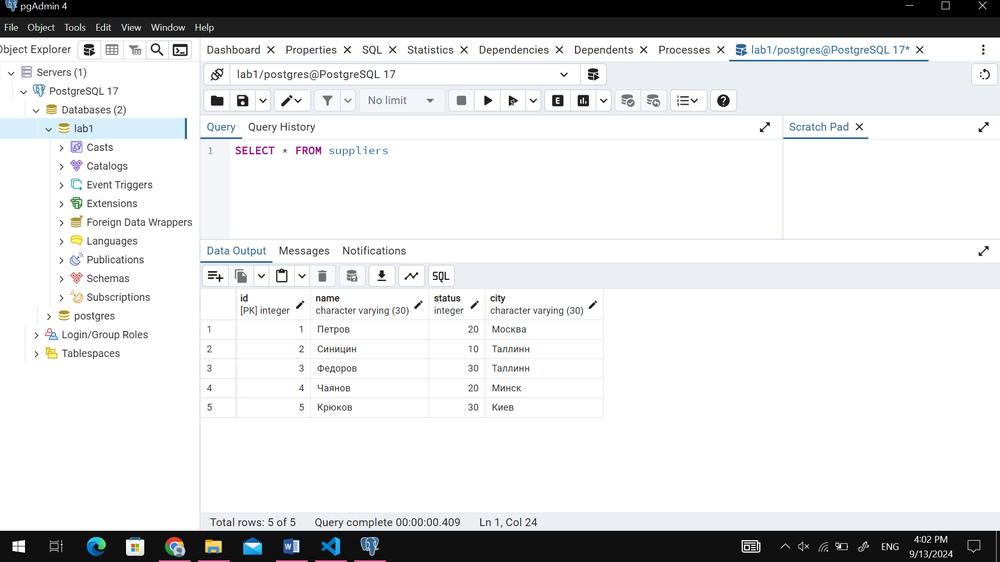 pgAdmin 4
File Object Tools Edit View Window Help
Object Explorer
Dashboard Properties SQL Statistics Dependencies Dependents Processes lab1/postgres@PostgreSQL 17*
Servers (1)
PostgreSQL 17
Databases (2)
lab1
Casts
Catalogs
Event Triggers
Extensions
Foreign Data Wrappers
Languages
Publications
Schemas
Subscriptions
postgres
Login/Group Roles
Tablespaces
lab1/postgres@PostgreSQL 17
No limit
E
Query Query History
Scratch Pad
1 SELECT * FROM suppliers
Data Output Messages Notifications
SQL
id name status city
[PK] integer character varying (30) integer character varying (30)
1 1 Петров 20 Москва
2 2 Синицин 10 Таллинн
3 3 Федоров 30 Таллинн
4 4 Чаянов 20 Минск
5 5 Крюков 30 Киев
Total rows: 5 of 5 Query complete 00:00:00.409 Ln 1, Col 24
ENG
4:02 PM
9/13/2024